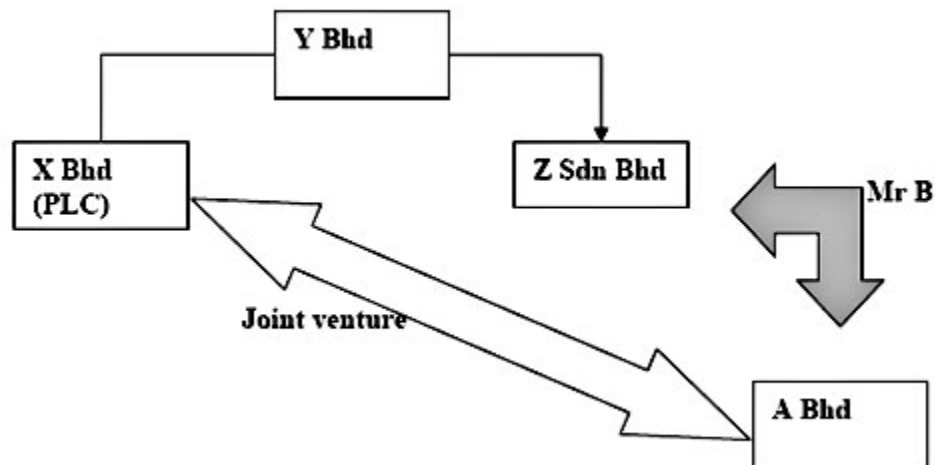 Y Bhd
X Bhd
(PLC)
Z Sdn Bhd
Mr B
Joint venture
A Bhd